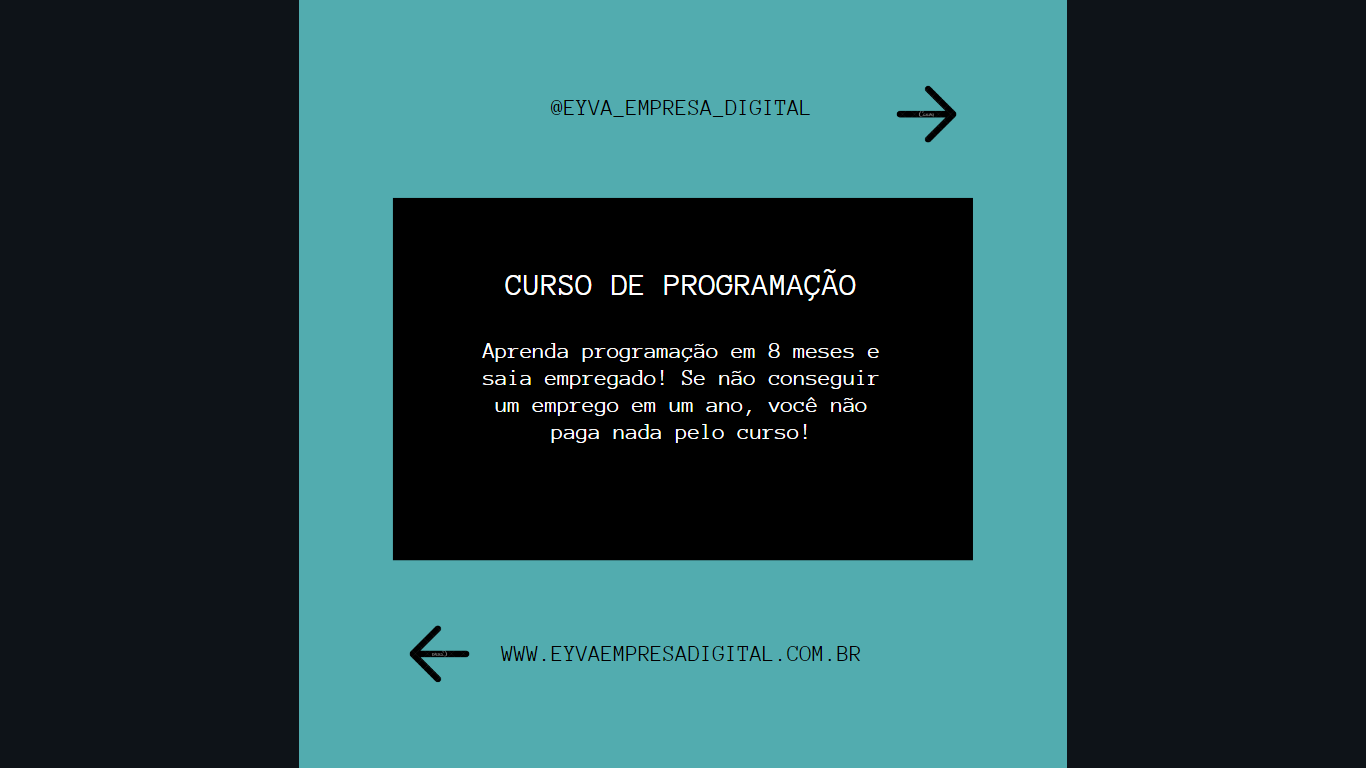 @EYVA_EMPRESA_DIGITAL
CURSO DE PROGRAMAÇÃO
Aprenda programação em 8 meses e
saia empregado! Se não conseguir
um emprego em um ano, você não
paga nada pelo curso!
WWW.EYVAEMPRESADIGITAL.COM.BR